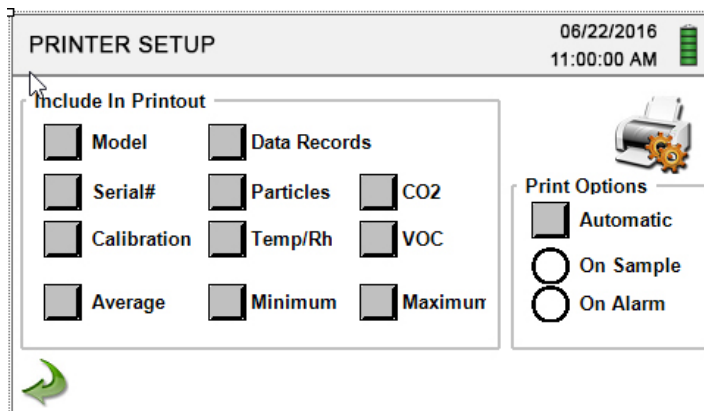 PRINTER SETUP
06/22/2016
11:00:00 AM
Include In Printout
Model
Data Records
Serial#
Particles
CO2
Calibration
Temp/Rh
VOC
Average
Minimum
Maximum
Print Options
Automatic
On Sample
On Alarm